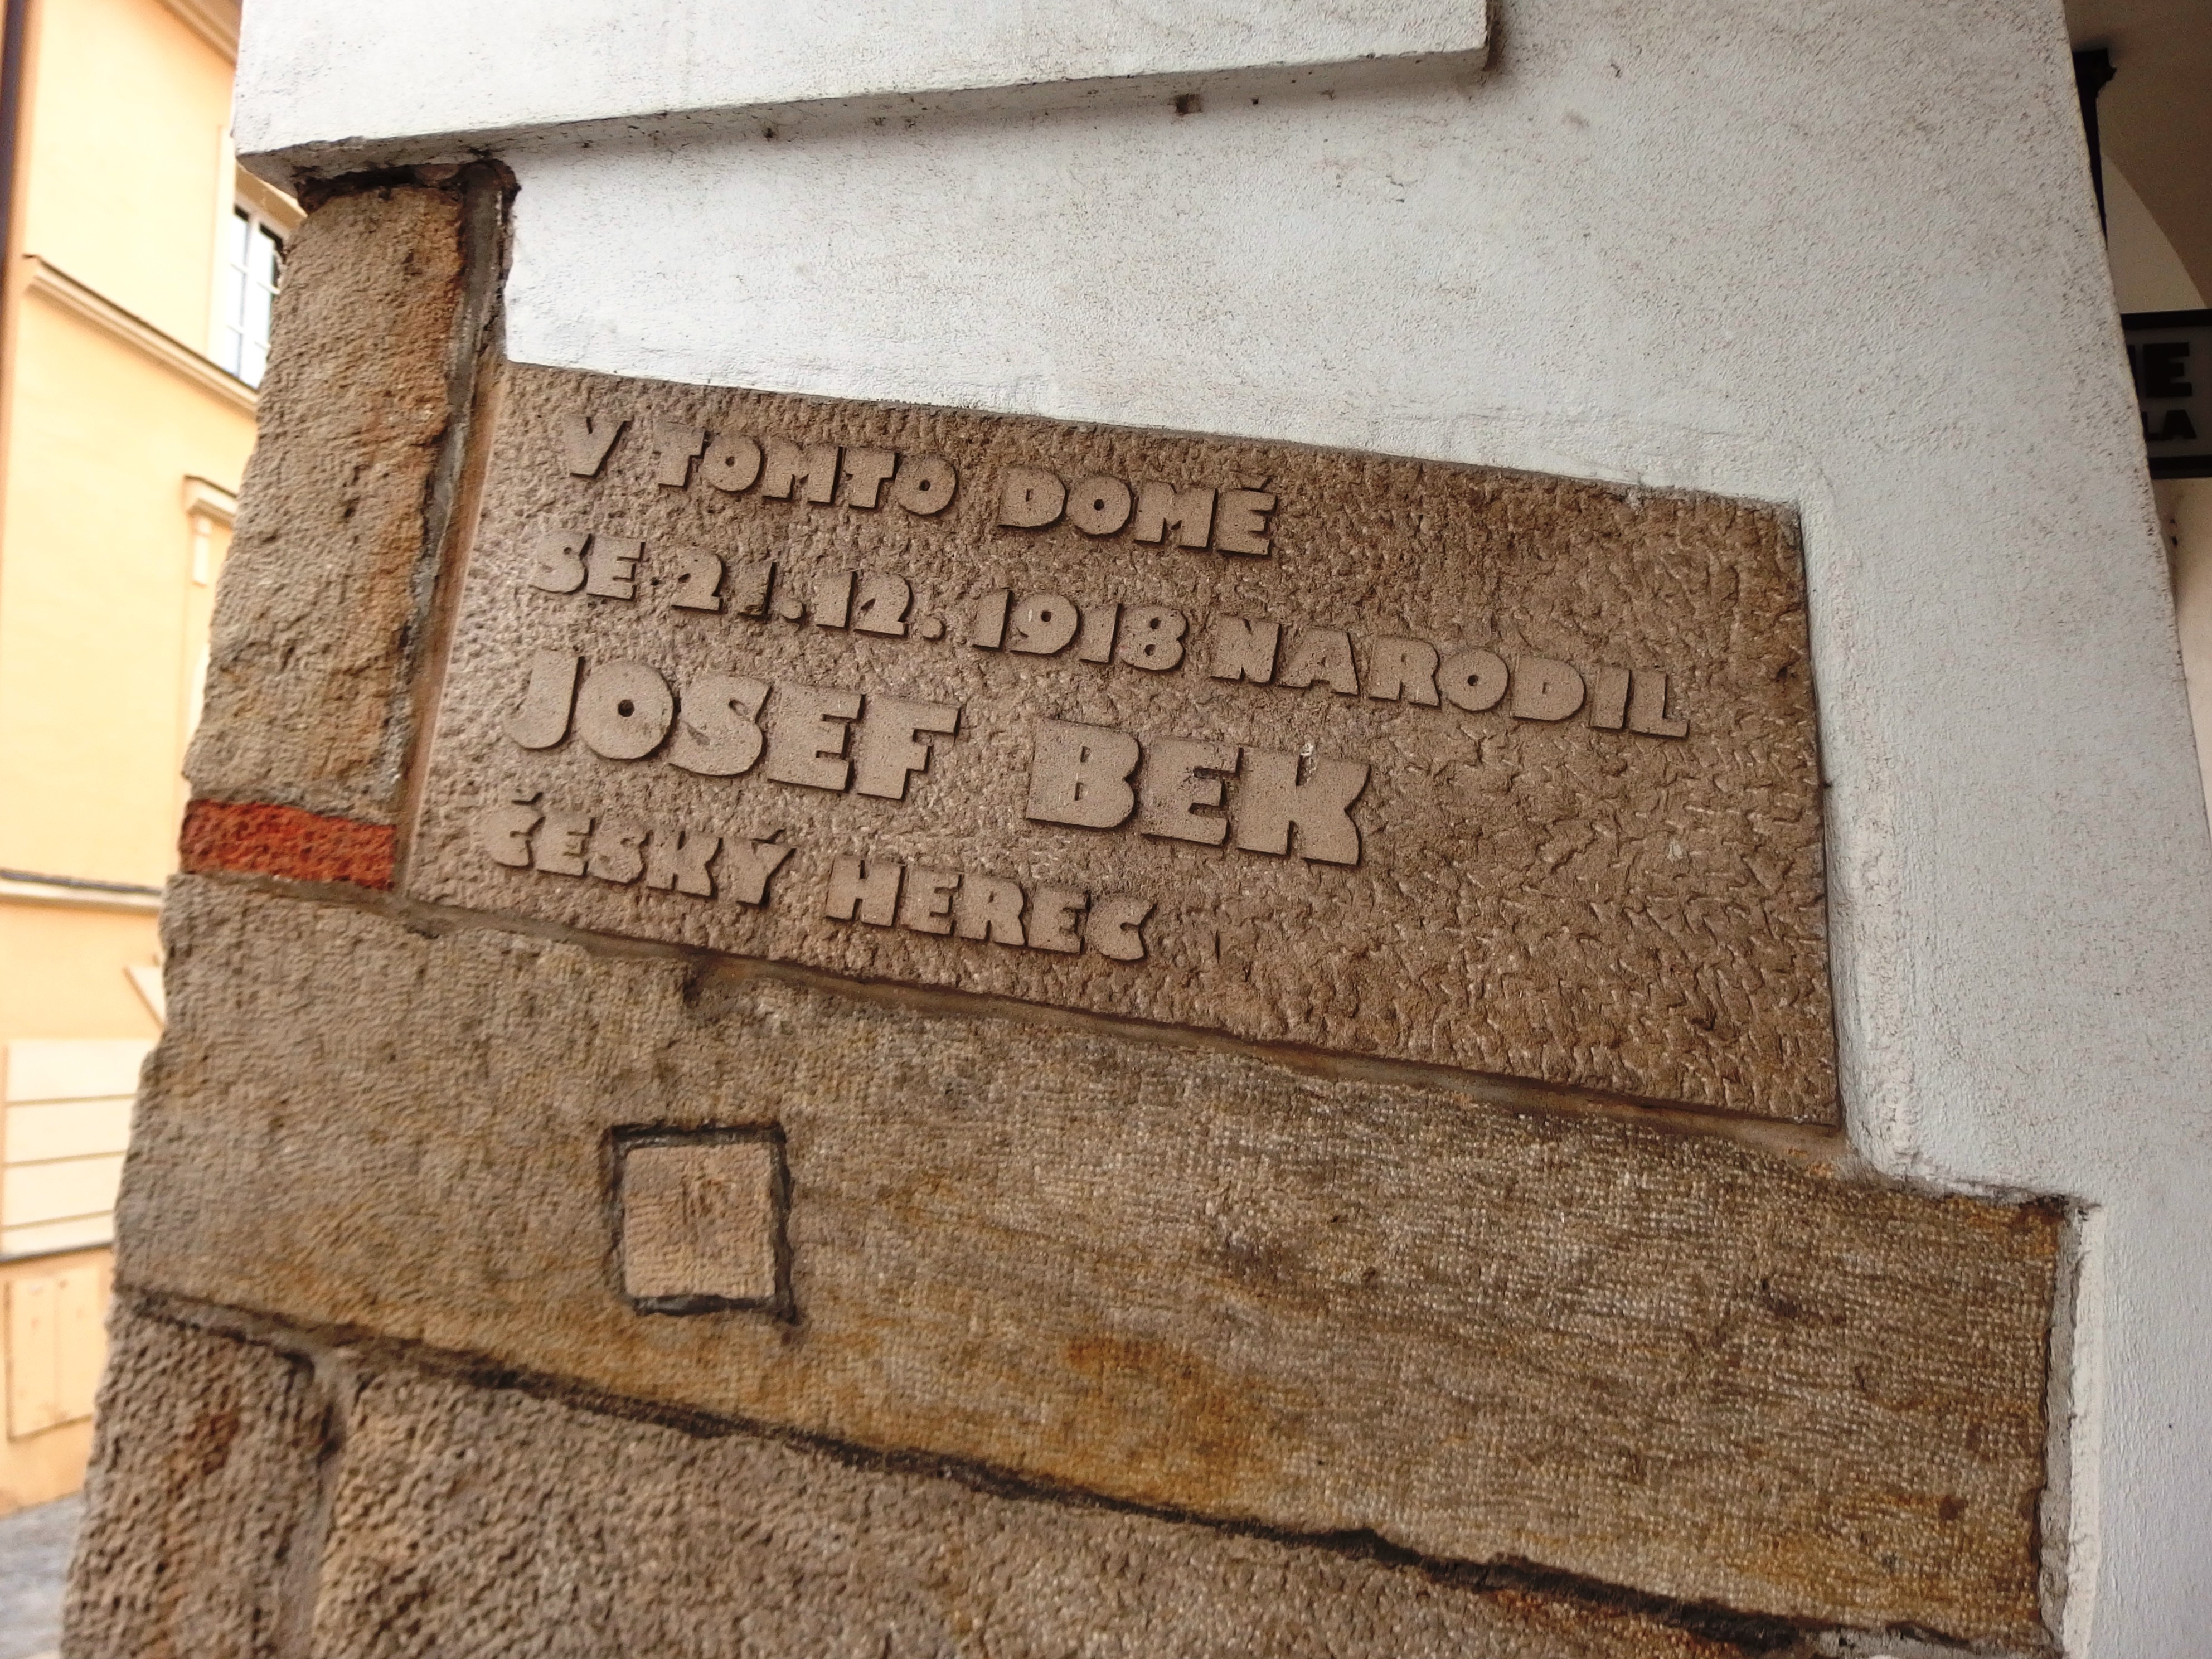 V TOMTO DOMĚ
SE 21.12.1918 NARODIL
JOSEF BEK
ČESKÝ HEREC